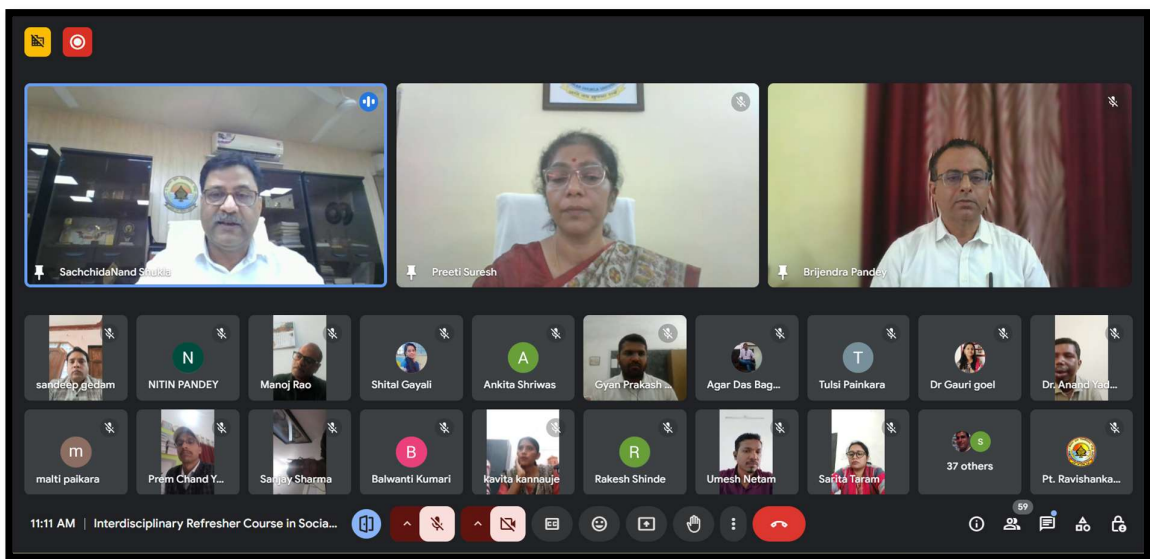 SachchidaNand Shukla
Preeti Suresh
Brijendra Pandey
sandeep gedam
N
NITIN PANDEY
Manoj Rao
Shital Gayali
A
Ankita Shriwas
Gyan Prakash ...
Agar Das Bag...
T
Tulsi Painkara
Dr Gauri goel
Dr. Anand Yad...
m
malti paikara
Prem Chand Y...
Sanjay Sharma
B
Balwanti Kumari
kavita kannauje
R
Rakesh Shinde
Umesh Netam
Sarita Taram
S
37 others
Pt. Ravishanka...
11:11 AM | Interdisciplinary Refresher Course in Socia...
CC
59